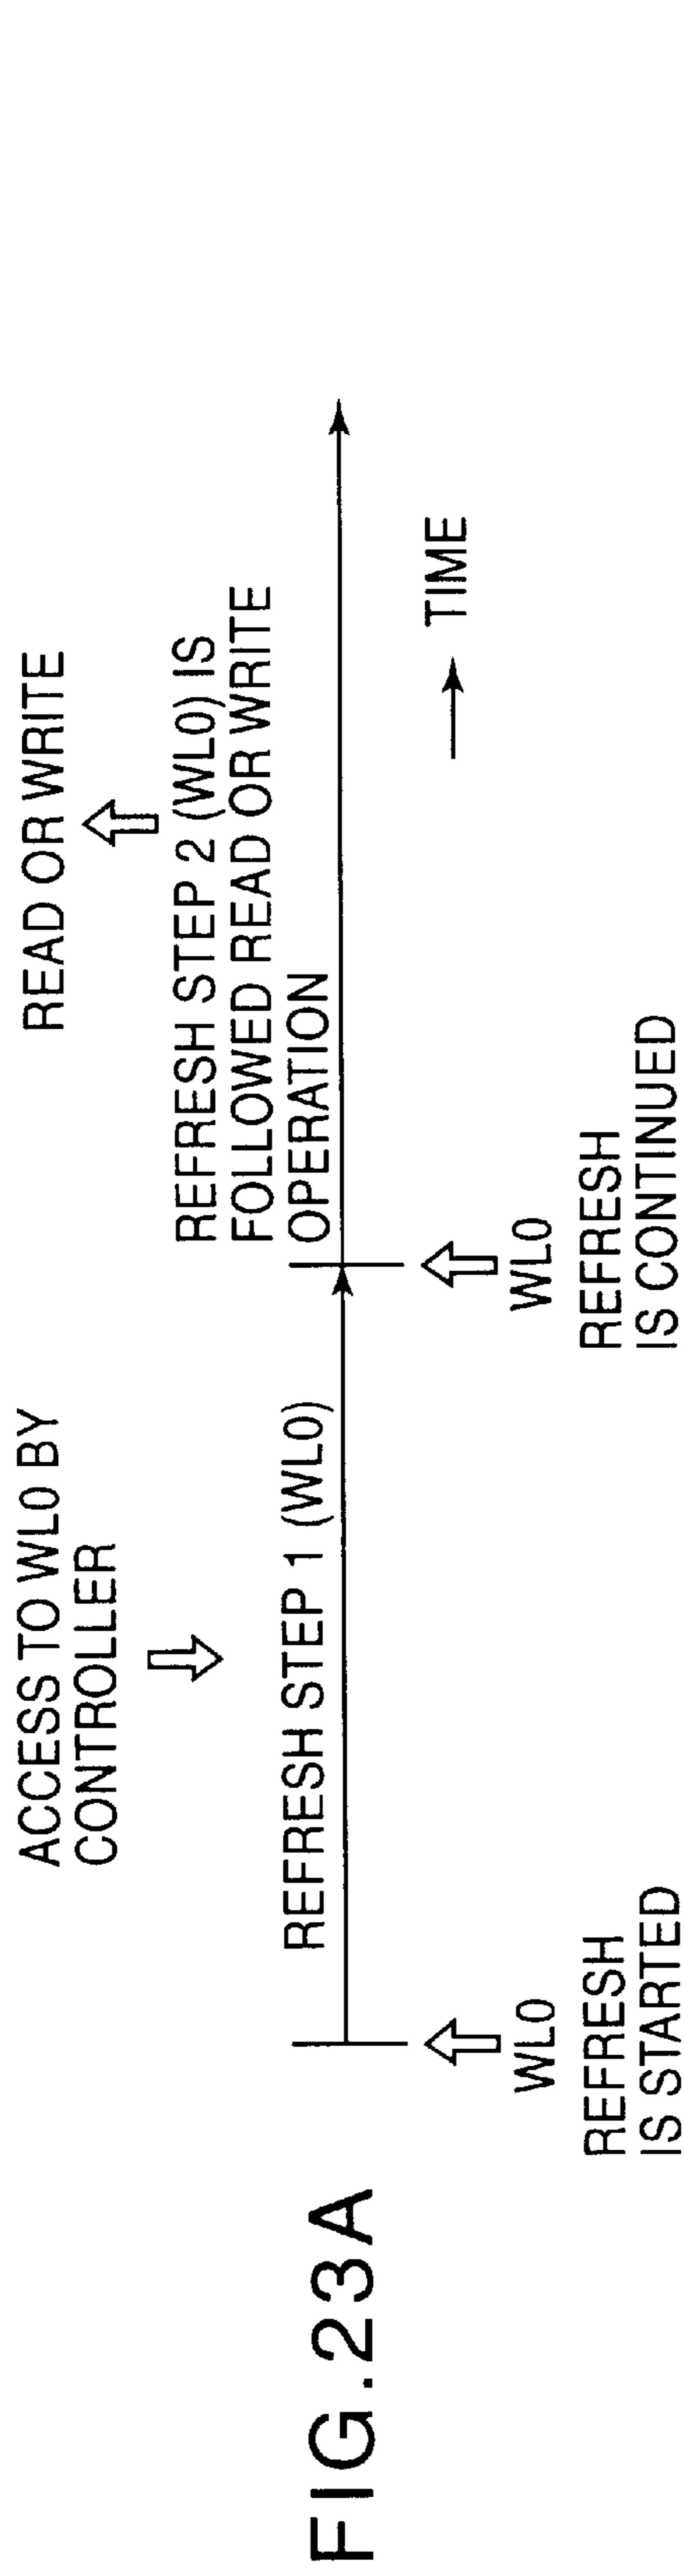 FIG.23A
ACCESS TO WL0 BY
CONTROLLER
READ OR WRITE
REFRESH STEP 1 (WL0)
REFRESH STEP 2 (WL0) IS
FOLLOWED READ OR WRITE
OPERATION
WL0
REFRESH
IS STARTED
WL0
REFRESH
IS CONTINUED
TIME